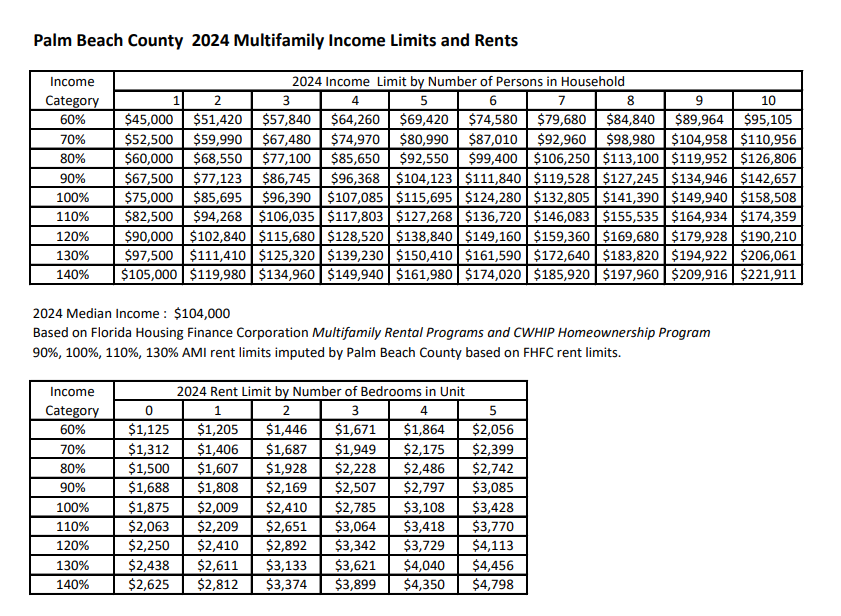 Palm Beach County 2024 Multifamily Income Limits and Rents
Income 2024 Income Limit by Number of Persons in Household
Category 1 2 3 4 5 6 7 8 9 10
60% $45,000 $51,420 $57,840 $64,260 $69,420 $74,580 $79,680 $84,840 $89,964 $95,105
70% $52,500 $59,990 $67,480 $74,970 $80,990 $87,010 $92,960 $98,980 $104,958 $110,956
80% $60,000 $68,550 $77,100 $85,650 $92,550 $99,400 $106,250 $113,100 $119,952 $126,806
90% $67,500 $77,123 $86,745 $96,368 $104,123 $111,840 $119,528 $127,245 $134,946 $142,657
100% $75,000 $85,695 $96,390 $107,085 $115,695 $124,280 $132,805 $141,390 $149,940 $158,508
110% $82,500 $94,268 $106,035 $117,803 $127,268 $136,720 $146,083 $155,535 $164,934 $174,359
120% $90,000 $102,840 $115,680 $128,520 $138,840 $149,160 $159,360 $169,680 $179,928 $190,210
130% $97,500 $111,410 $125,320 $139,230 $150,410 $161,590 $172,640 $183,820 $194,922 $206,061
140% $105,000 $119,980 $134,960 $149,940 $161,980 $174,020 $185,920 $197,960 $209,916 $221,911
2024 Median Income : $104,000
Based on Florida Housing Finance Corporation Multifamily Rental Programs and CWHIP Homeownership Program
90%, 100%, 110%, 130% AMI rent limits imputed by Palm Beach County based on FHFC rent limits.
Income 2024 Rent Limit by Number of Bedrooms in Unit
Category 0 1 2 3 4 5
60% $1,125 $1,205 $1,446 $1,671 $1,864 $2,056
70% $1,312 $1,406 $1,687 $1,949 $2,175 $2,399
80% $1,500 $1,607 $1,928 $2,228 $2,486 $2,742
90% $1,688 $1,808 $2,169 $2,507 $2,797 $3,085
100% $1,875 $2,009 $2,410 $2,785 $3,108 $3,428
110% $2,063 $2,209 $2,651 $3,064 $3,418 $3,770
120% $2,250 $2,410 $2,892 $3,342 $3,729 $4,113
130% $2,438 $2,611 $3,133 $3,621 $4,040 $4,456
140% $2,625 $2,812 $3,374 $3,899 $4,350 $4,798